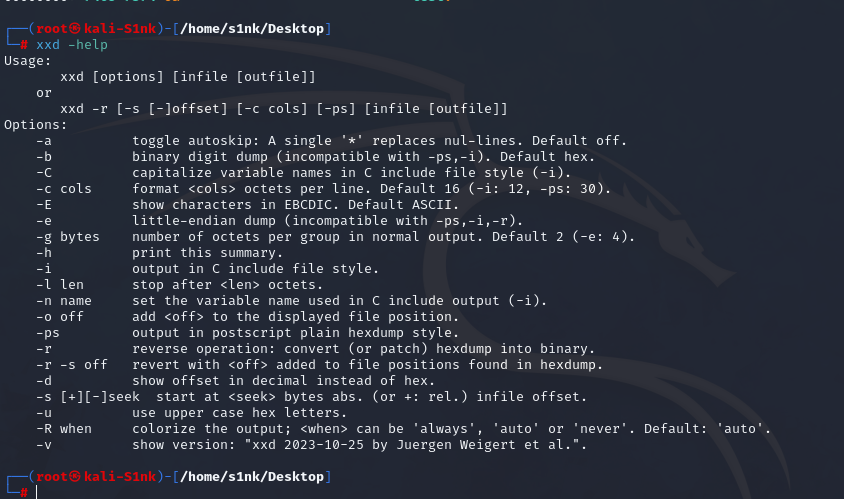 ┌──(root㉿kali-S1nk)-[/home/s1nk/Desktop]
└─# xxd -help
Usage:
       xxd [options] [infile [outfile]]
    or
       xxd -r [-s [-]offset] [-c cols] [-ps] [infile [outfile]]
Options:
    -a          toggle autoskip: A single '*' replaces nul-lines. Default off.
    -b          binary digit dump (incompatible with -ps,-i). Default hex.
    -C          capitalize variable names in C include file style (-i).
    -c cols     format <cols> octets per line. Default 16 (-i: 12, -ps: 30).
    -E          show characters in EBCDIC. Default ASCII.
    -e          little-endian dump (incompatible with -ps,-i,-r).
    -g bytes    number of octets per group in normal output. Default 2 (-e: 4).
    -h          print this summary.
    -i          output in C include file style.
    -l len      stop after <len> octets.
    -n name     set the variable name used in C include output (-i).
    -o off      add <off> to the displayed file position.
    -ps         output in postscript plain hexdump style.
    -r          reverse operation: convert (or patch) hexdump into binary.
    -r -s off   revert with <off> added to file positions found in hexdump.
    -d          show offset in decimal instead of hex.
    -s [+][-]seek  start at <seek> bytes abs. (or +: rel.) infile offset.
    -u          use upper case hex letters.
    -R when     colorize the output; <when> can be 'always', 'auto' or 'never'. Default: 'auto'.
    -v          show version: "xxd 2023-10-25 by Juergen Weigert et al.".
┌──(root㉿kali-S1nk)-[/home/s1nk/Desktop]
└─#